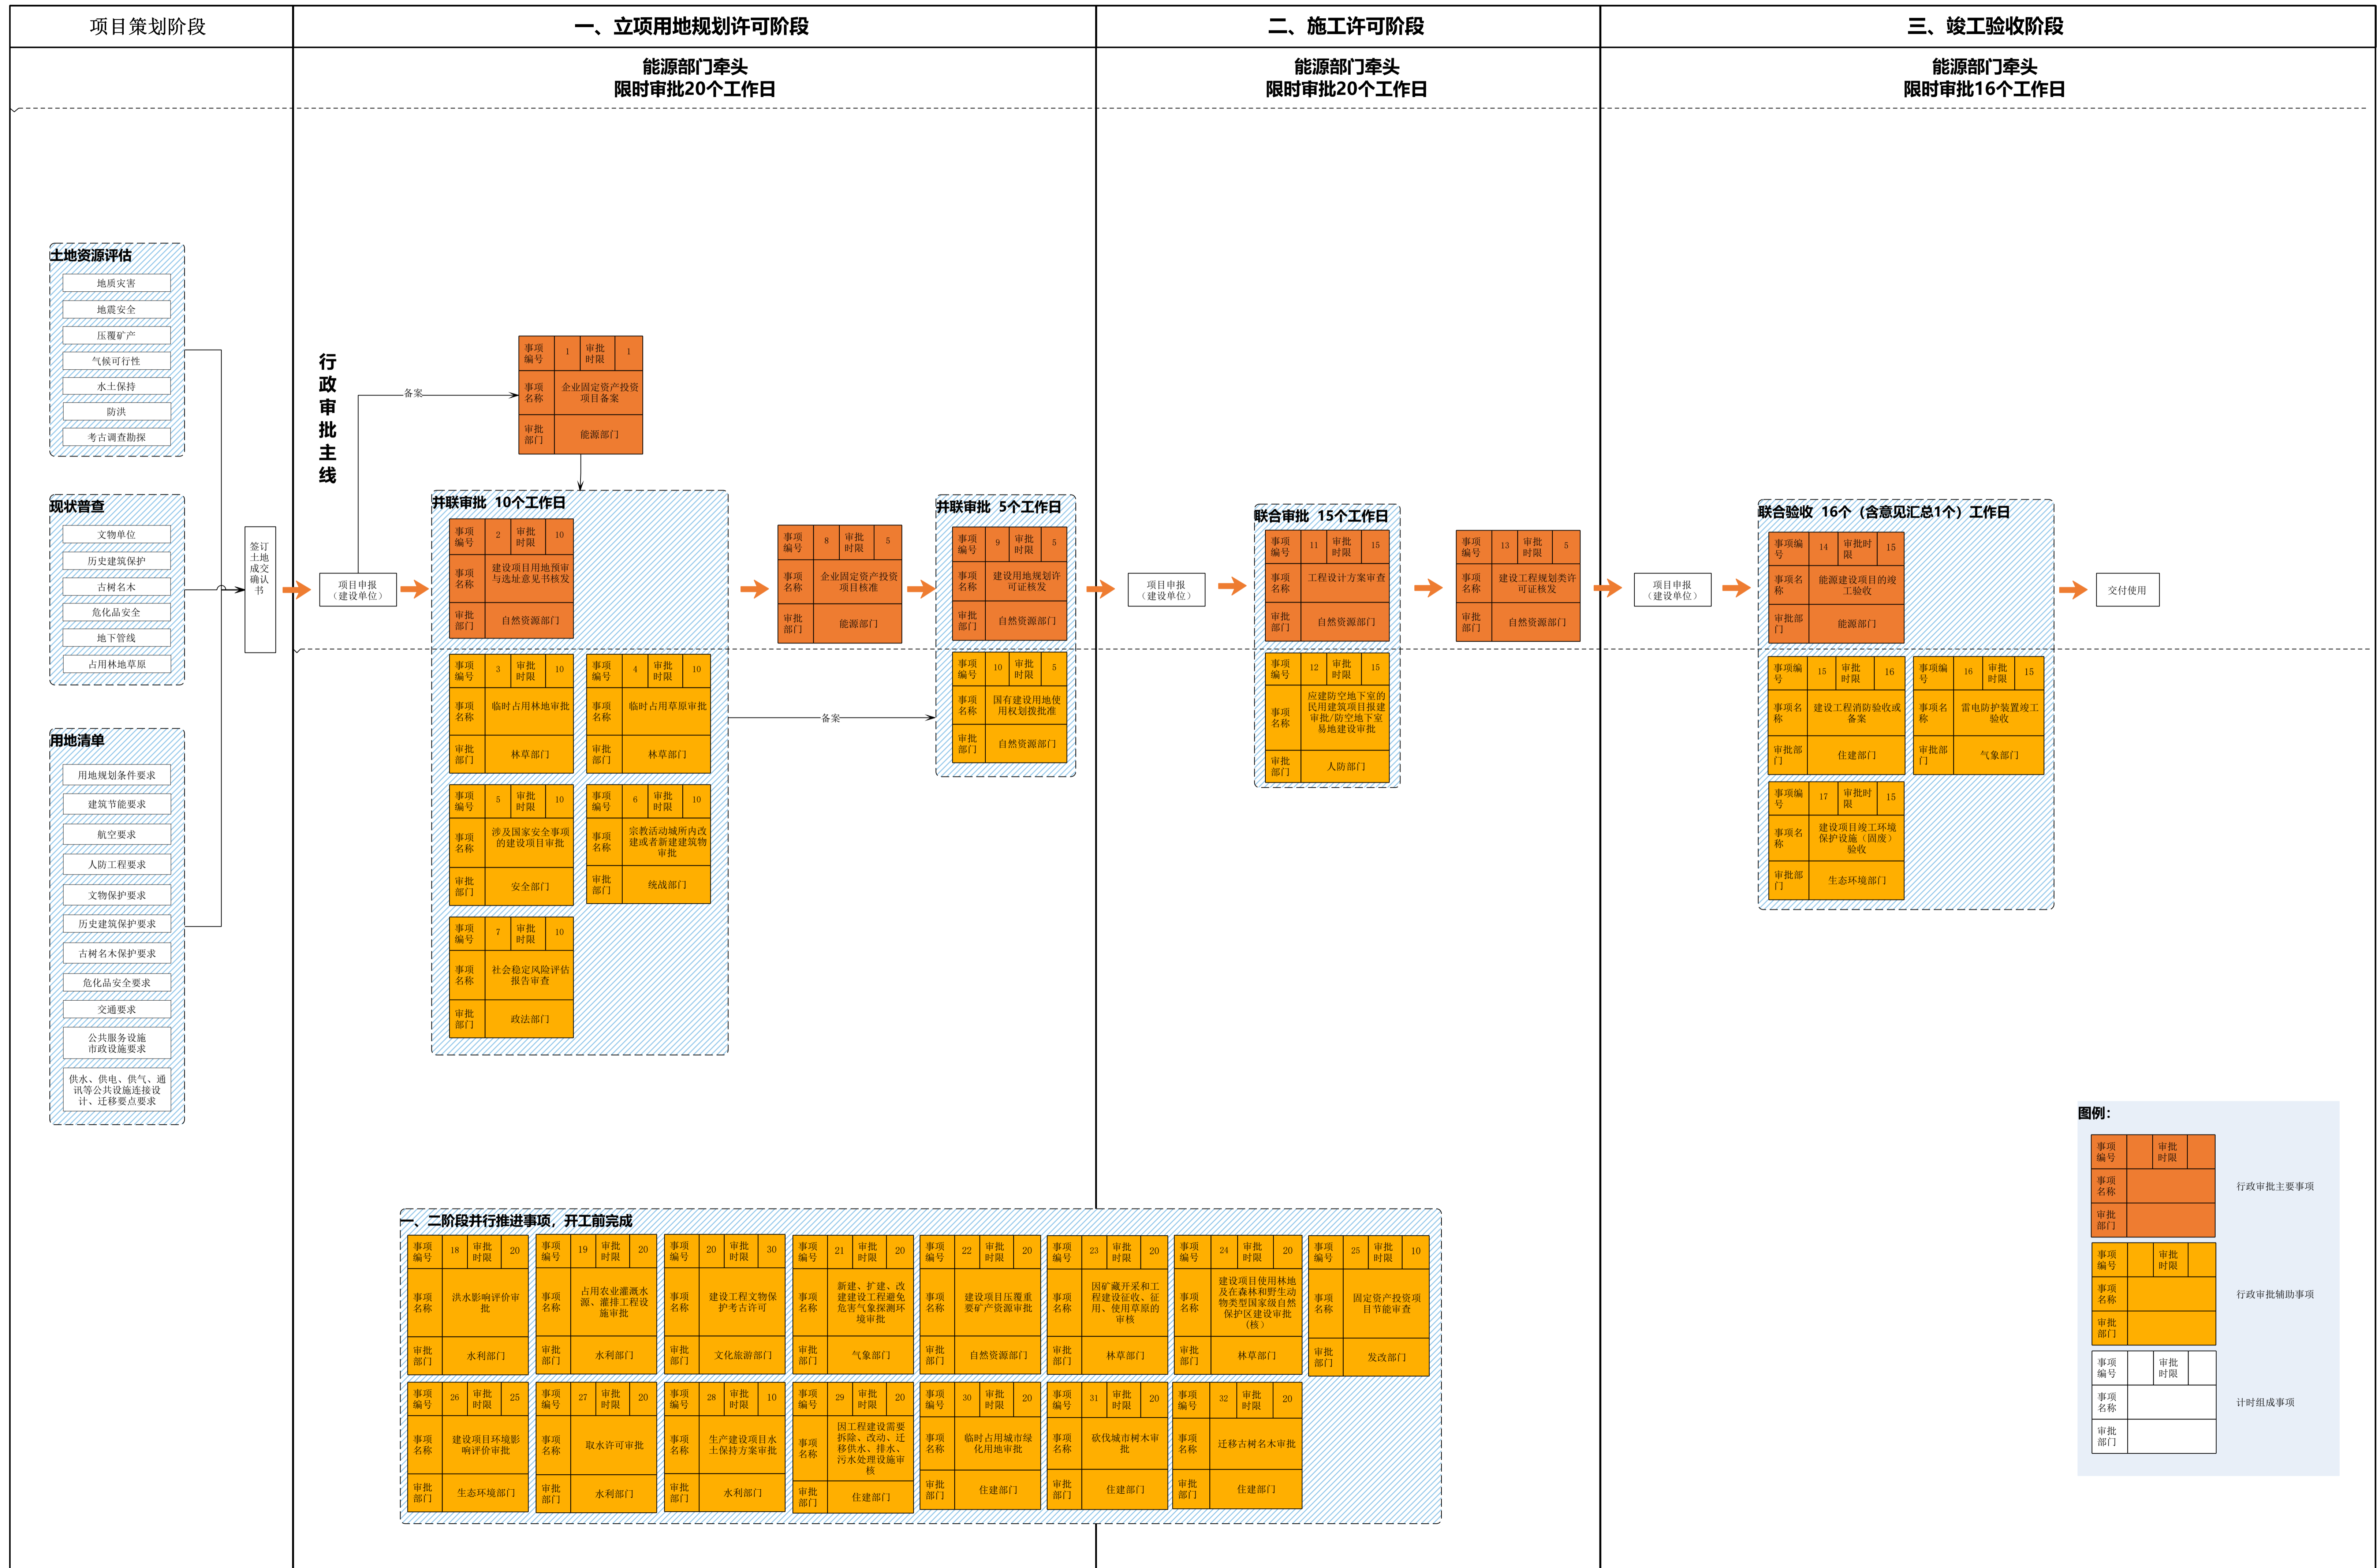 项目策划阶段
一、立项用地规划许可阶段
二、施工许可阶段
三、竣工验收阶段
能源部门牵头
限时审批20个工作日
能源部门牵头
限时审批20个工作日
能源部门牵头
限时审批16个工作日
土地资源评估
地质灾害
地震安全
压覆矿产
气候可行性
水土保持
防洪
考古调查勘探
现状普查
文物单位
历史建筑保护
古树名木
危化品安全
地下管线
占用林地草原
用地清单
用地规划条件要求
建筑节能要求
航空要求
人防工程要求
文物保护要求
历史建筑保护要求
古树名木保护要求
危化品安全要求
交通要求
公共服务设施
市政设施要求
供水、供电、供气、通
讯等公共设施连接设
计、迁移要点要求
签订
土地
成交
确认
书
行
政
审
批
主
线
项目申报
（建设单位）
备案
事项
编号
1
审批
时限
1
事项
名称
企业固定资产投资
项目备案
审批
部门
能源部门
并联审批 10个工作日
事项
编号
2
审批
时限
10
事项
名称
建设项目用地预审
与选址意见书核发
审批
部门
自然资源部门
事项
编号
3
审批
时限
10
事项
名称
临时占用林地审批
审批
部门
林草部门
事项
编号
4
审批
时限
10
事项
名称
临时占用草原审批
审批
部门
林草部门
事项
编号
5
审批
时限
10
事项
名称
涉及国家安全事项
的建设项目审批
审批
部门
安全部门
事项
编号
6
审批
时限
10
事项
名称
宗教活动城所内改
建或者新建建筑物
审批
审批
部门
统战部门
事项
编号
7
审批
时限
10
事项
名称
社会稳定风险评估
报告审查
审批
部门
政法部门
备案
事项
编号
8
审批
时限
5
事项
名称
企业固定资产投资
项目核准
审批
部门
能源部门
并联审批 5个工作日
事项
编号
9
审批
时限
5
事项
名称
建设用地规划许
可证核发
审批
部门
自然资源部门
事项
编号
10
审批
时限
5
事项
名称
国有建设用地使
用权划拨批准
审批
部门
自然资源部门
项目申报
（建设单位）
联合审批 15个工作日
事项
编号
11
审批
时限
15
事项
名称
工程设计方案审查
审批
部门
自然资源部门
事项
编号
12
审批
时限
15
事项
名称
应建防空地下室的
民用建筑项目报建
审批/防空地下室
易地建设审批
审批
部门
人防部门
事项
编号
13
审批
时限
5
事项
名称
建设工程规划类许
可证核发
审批
部门
自然资源部门
项目申报
（建设单位）
联合验收 16个（含意见汇总1个）工作日
事项编
号
14
审批时
限
15
事项名
称
能源建设项目的竣
工验收
审批部
门
能源部门
事项编
号
15
审批
时限
16
事项名
称
建设工程消防验收或
备案
审批部
门
住建部门
事项编
号
16
审批
时限
15
事项名
称
雷电防护装置竣工
验收
审批部
门
气象部门
事项编
号
17
审批时
限
15
事项名
称
建设项目竣工环境
保护设施（固废）
验收
审批部
门
生态环境部门
交付使用
一、二阶段并行推进事项，开工前完成
事项
编号
18
审批
时限
20
事项
名称
洪水影响评价审
批
审批
部门
水利部门
事项
编号
19
审批
时限
20
事项
名称
占用农业灌溉水
源、灌排工程设
施审批
审批
部门
水利部门
事项
编号
20
审批
时限
30
事项
名称
建设工程文物保
护考古许可
审批
部门
文化旅游部门
事项
编号
21
审批
时限
20
事项
名称
新建、扩建、改
建建设工程避免
危害气象探测环
境审批
审批
部门
气象部门
事项
编号
22
审批
时限
20
事项
名称
建设项目压覆重
要矿产资源审批
审批
部门
自然资源部门
事项
编号
23
审批
时限
20
事项
名称
因矿藏开采和工
程建设征收、征
用、使用草原的
审核
审批
部门
林草部门
事项
编号
24
审批
时限
20
事项
名称
建设项目使用林地
及在森林和野生动
物类型国家级自然
保护区建设审批
（核）
审批
部门
林草部门
事项
编号
25
审批
时限
10
事项
名称
固定资产投资项
目节能审查
审批
部门
发改部门
事项
编号
26
审批
时限
25
事项
名称
建设项目环境影
响评价审批
审批
部门
生态环境部门
事项
编号
27
审批
时限
20
事项
名称
取水许可审批
审批
部门
水利部门
事项
编号
28
审批
时限
10
事项
名称
生产建设项目水
土保持方案审批
审批
部门
水利部门
事项
编号
29
审批
时限
20
事项
名称
因工程建设需要
拆除、改动、迁
移供水、排水、
污水处理设施审
核
审批
部门
住建部门
事项
编号
30
审批
时限
20
事项
名称
临时占用城市绿
化用地审批
审批
部门
住建部门
事项
编号
31
审批
时限
20
事项
名称
砍伐城市树木审
批
审批
部门
住建部门
事项
编号
32
审批
时限
20
事项
名称
迁移古树名木审批
审批
部门
住建部门
图例：
事项
编号
审批
时限
事项
名称
审批
部门
行政审批主要事项
事项
编号
审批
时限
事项
名称
审批
部门
行政审批辅助事项
事项
编号
审批
时限
事项
名称
审批
部门
计时组成事项